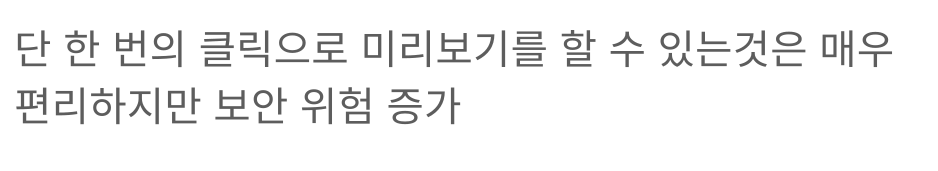 단 한 번의 클릭으로 미리보기를 할 수 있는것은 매우
편리하지만 보안 위험 증가